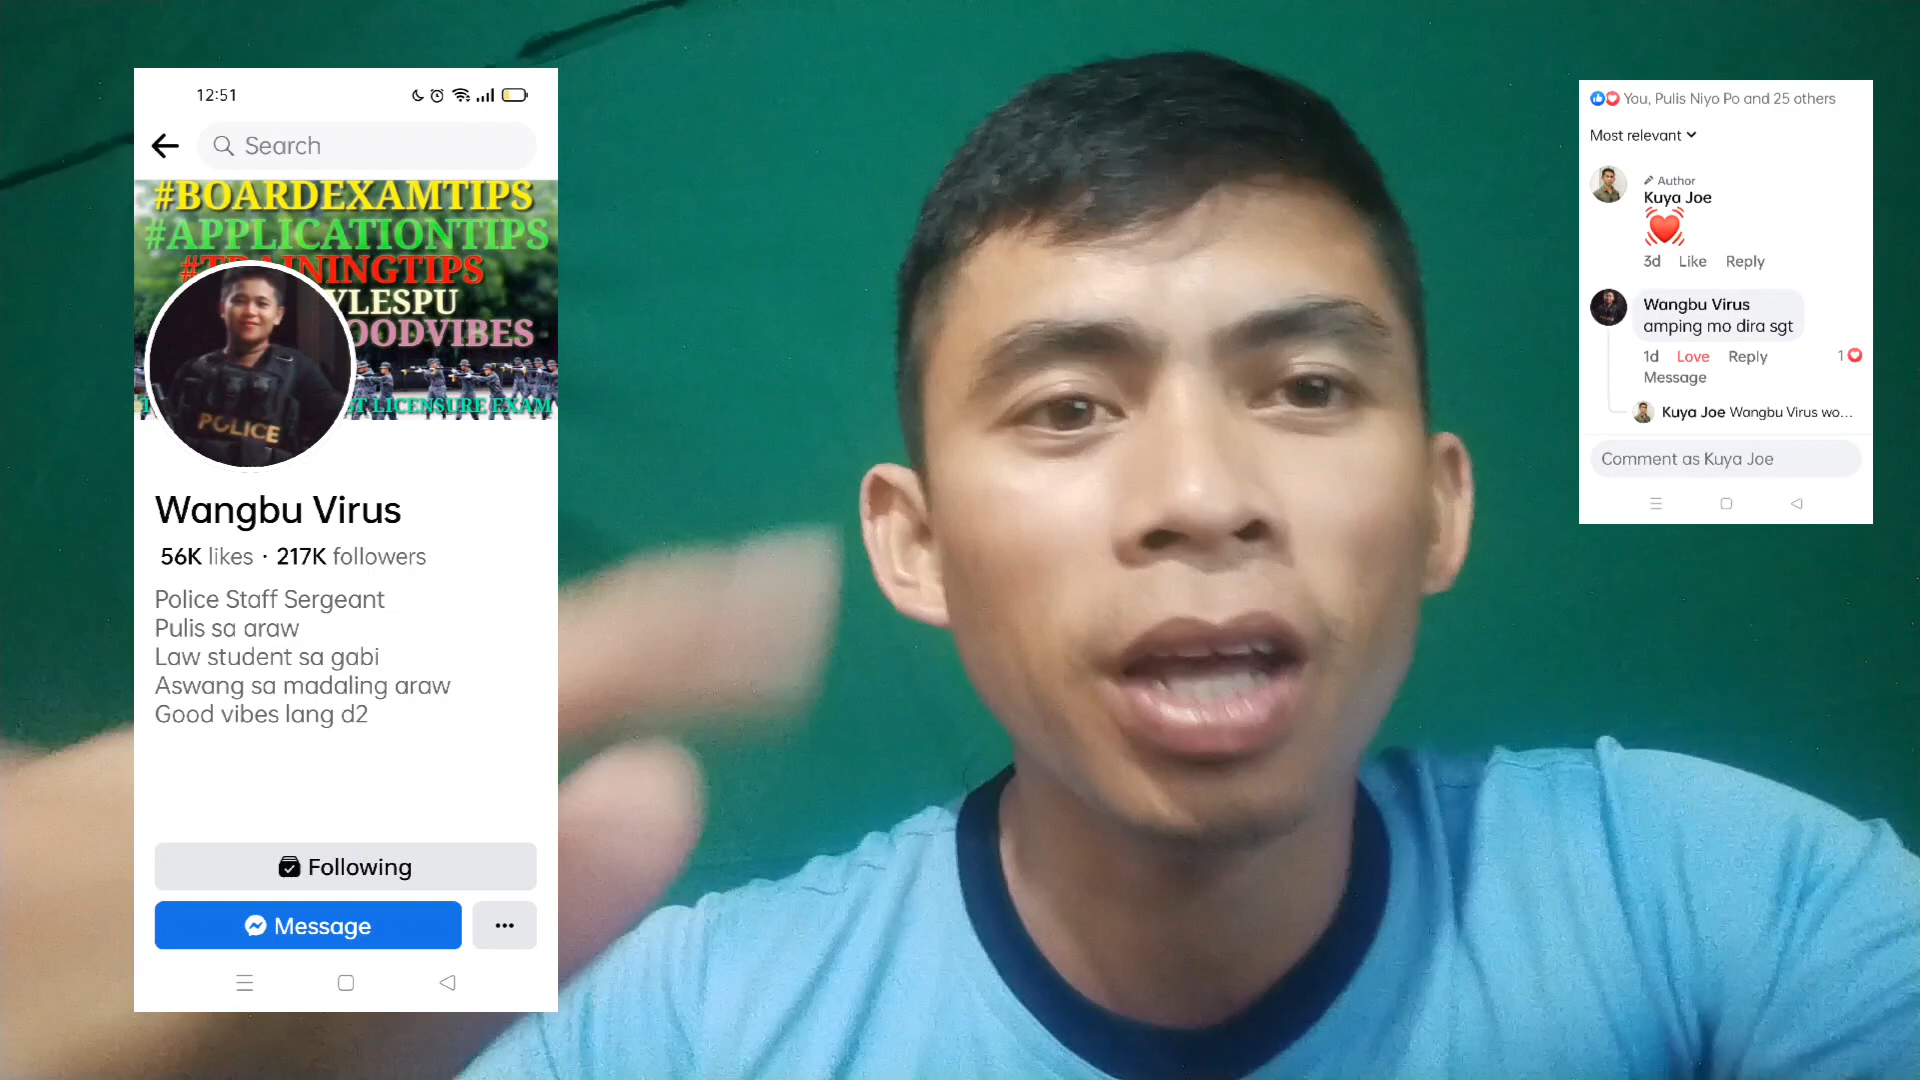 12:51
Search
#BOARDEXAMTIPS
#APPLICATIONTIPS
YLESPU
OODVIBES
LICENSURE EXAM
POLICE
Wangbu Virus
56K likes · 217K followers
Police Staff Sergeant
Pulis sa araw
Law student sa gabi
Aswang sa madaling araw
Good vibes lang d2
Following
Message
You, Pulis Niyo Po and 25 others
Most relevant
Author
Kuya Joe
3d Like Reply
Wangbu Virus
amping mo dira sgt
1d Love Reply 1
Message
Kuya Joe Wangbu Virus wo...
Comment as Kuya Joe